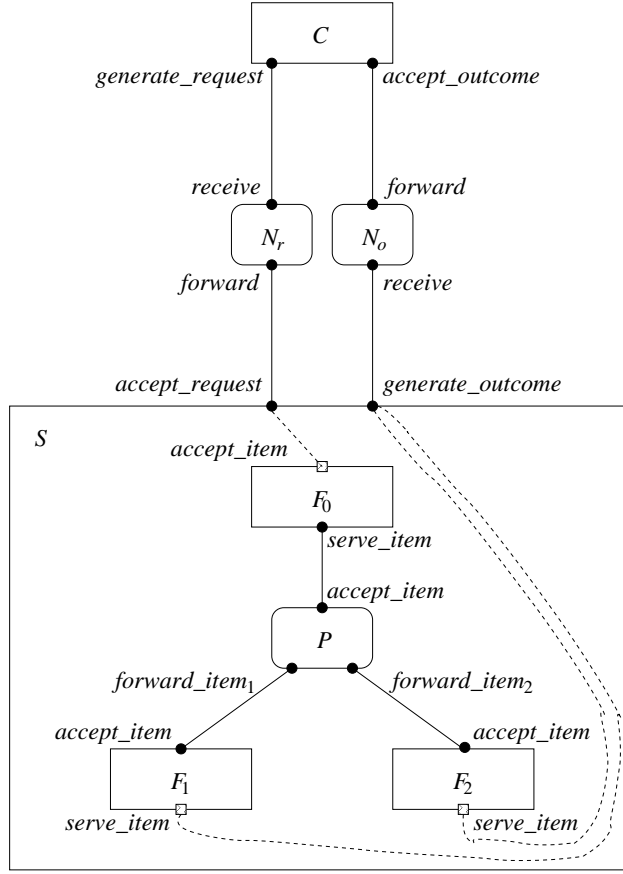 C
generate_request accept_outcome
receive forward
N_r N_o
forward receive
accept_request generate_outcome
S
accept_item
F_0
serve_item
accept_item
P
forward_item_1 forward_item_2
accept_item accept_item
F_1 F_2
serve_item serve_item